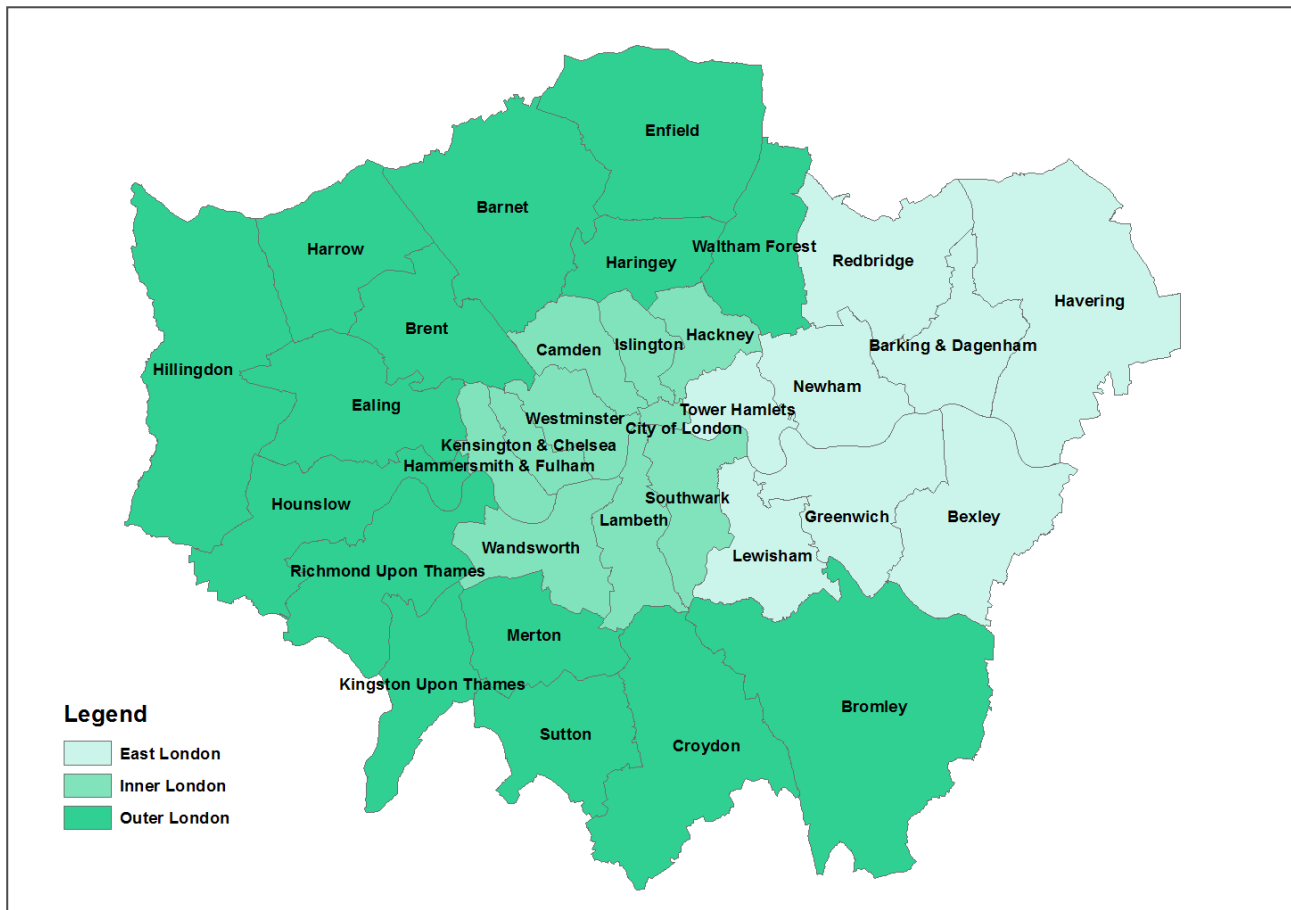 Enfield
Barnet
Harrow
Haringey
Waltham Forest
Redbridge
Havering
Brent
Hackney
Islington
Camden
Barking & Dagenham
Hillingdon
Ealing
Newham
Tower Hamlets
Westminster
City of London
Kensington & Chelsea
Hammersmith & Fulham
Hounslow
Southwark
Lambeth
Greenwich
Bexley
Wandsworth
Lewisham
Richmond Upon Thames
Merton
Kingston Upon Thames
Bromley
Sutton
Croydon
Legend
East London
Inner London
Outer London